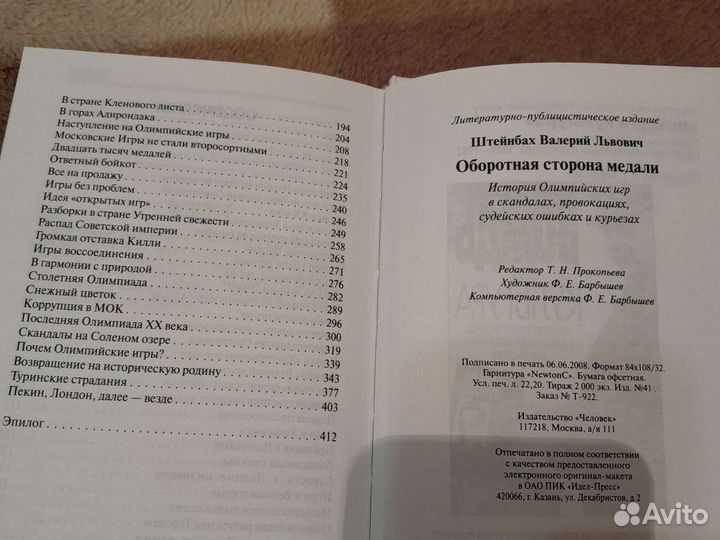 В стране Кленового листа . . . . . . . . . . . . . . . . . . . 194
В горах Адирондака . . . . . . . . . . . . . . . . . . . 204
Наступление на Олимпийские игры . . . . . . . . . . . . . . . 208
Московские Игры не стали второсортными . . . . . . . . . . . 218
Двадцать тысяч медалей . . . . . . . . . . . . . . . . . . . 221
Ответный бойкот . . . . . . . . . . . . . . . . . . . 224
Все на продажу . . . . . . . . . . . . . . . . . . . 235
Игры без проблем . . . . . . . . . . . . . . . . . . . 240
Идея «открытых игр» . . . . . . . . . . . . . . . . . . . 246
Разборки в стране Утренней свежести . . . . . . . . . . . . . 249
Распад Советской империи . . . . . . . . . . . . . . . . . . . 258
Громкая отставка Килли . . . . . . . . . . . . . . . . . . . 265
Игры воссоединения . . . . . . . . . . . . . . . . . . . 271
В гармонии с природой . . . . . . . . . . . . . . . . . . . 276
Столетняя Олимпиада . . . . . . . . . . . . . . . . . . . 282
Снежный цветок . . . . . . . . . . . . . . . . . . . 289
Коррупция в МОК . . . . . . . . . . . . . . . . . . . 296
Последняя Олимпиада XX века . . . . . . . . . . . . . . . . . 300
Скандалы на Соленом озере . . . . . . . . . . . . . . . . . . 319
Почем Олимпийские игры? . . . . . . . . . . . . . . . . . . . 339
Возвращение на историческую родину . . . . . . . . . . . . . 343
Туринские страдания . . . . . . . . . . . . . . . . . . . 377
Пекин, Лондон, далее — везде . . . . . . . . . . . . . . . . 403
Эпилог . . . . . . . . . . . . . . . . . . . 412
Литературно-публицистическое издание
Штейнбах Валерий Львович
Оборотная сторона медали
История Олимпийских игр
в скандалах, провокациях,
судейских ошибках и курьезах
Редактор Т. Н. Прокопьева
Художник Ф. Е. Барбышев
Компьютерная верстка Ф. Е. Барбышев
Подписано в печать 06.06.2008. Формат 84х108/32.
Гарнитура «NewtonC». Бумага офсетная.
Усл. печ. л. 22,20. Тираж 2 000 экз. Изд. №41 .
Заказ № Т-922.
Издательство «Человек»
117218, Москва, а/я 111
Отпечатано в полном соответствии
с качеством предоставленного
электронного оригинал-макета
в ОАО ПИК «Идел-Пресс»
420066, г. Казань, ул. Декабристов, д.2
Avito